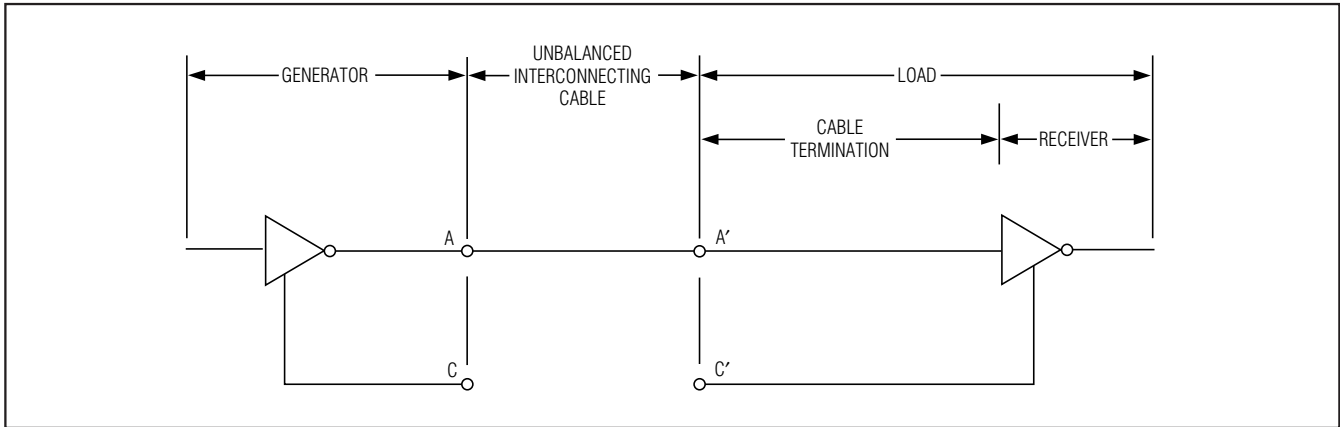 GENERATOR
UNBALANCED
INTERCONNECTING
CABLE
LOAD
CABLE
TERMINATION
RECEIVER
A
A′
C
C′